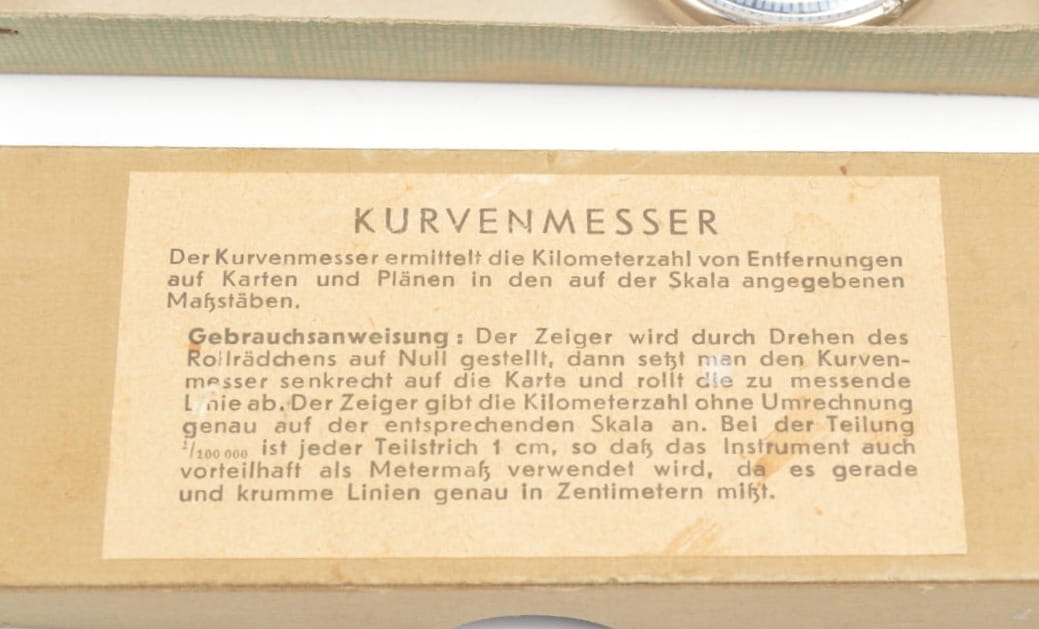 KURVENMESSER
Der Kurvenmesser ermittelt die Kilometerzahl von Entfernungen
auf Karten und Plänen in den auf der Skala angegebenen
Maßstäben.
Gebrauchsanweisung: Der Zeiger wird durch Drehen des
Rollrädchens auf Null gestellt, dann setzt man den Kurven-
messer senkrecht auf die Karte und rollt die zu messende
Linie ab. Der Zeiger gibt die Kilometerzahl ohne Umrechnung
genau auf der entsprechenden Skala an. Bei der Teilung
1/100 000 ist jeder Teilstrich 1 cm, so daß das Instrument auch
vorteilhaft als Metermaß verwendet wird, da es gerade
und krumme Linien genau in Zentimetern mißt.